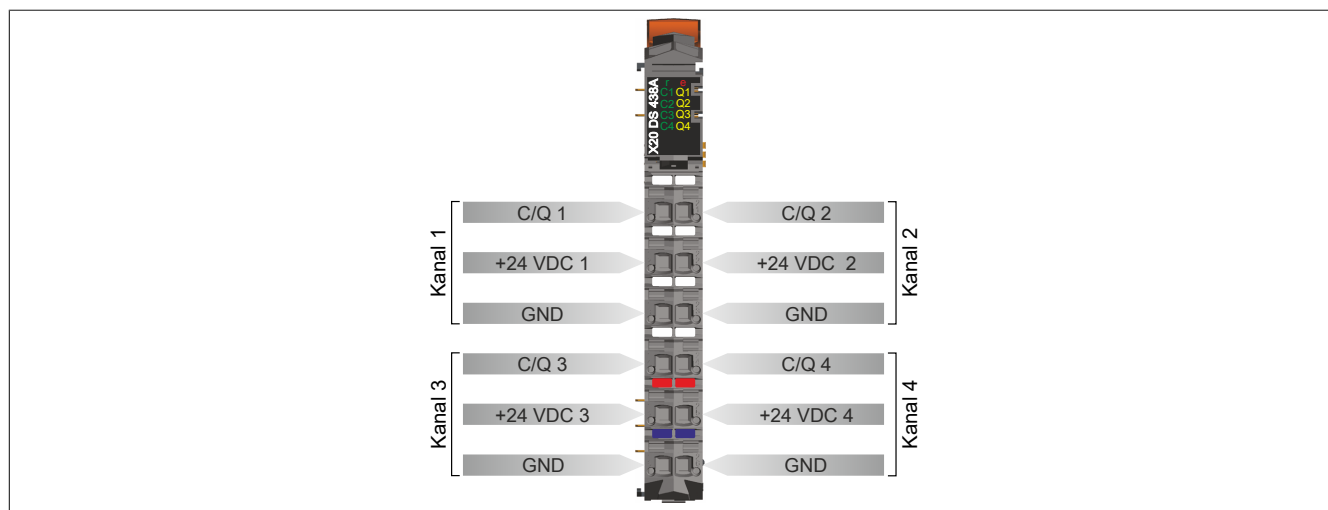 X20 DS 438A
r e
C1 Q1
C2 Q2
C3 Q3
C4 Q4
Kanal 1
C/Q 1
+24 VDC 1
GND
Kanal 2
C/Q 2
+24 VDC 2
GND
Kanal 3
C/Q 3
+24 VDC 3
GND
Kanal 4
C/Q 4
+24 VDC 4
GND